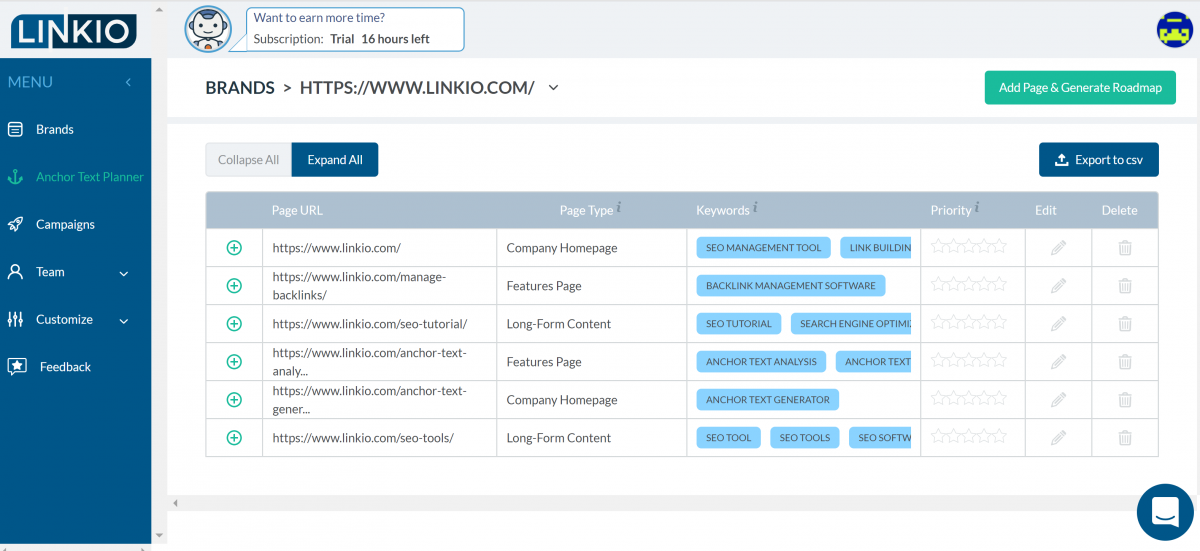 LINKIO
Want to earn more time?
Subscription: Trial 16 hours left
MENU
Brands
Anchor Text Planner
Campaigns
Team
Customize
Feedback
BRANDS > HTTPS://WWW.LINKIO.COM/
Add Page & Generate Roadmap
Collapse All Expand All
Export to csv
Page URL Page Type i Keywords i Priority i Edit Delete
https://www.linkio.com/ Company Homepage SEO MANAGEMENT TOOL LINK BUILDIN
https://www.linkio.com/manage-
backlinks/
Features Page BACKLINK MANAGEMENT SOFTWARE
https://www.linkio.com/seo-tutorial/ Long-Form Content SEO TUTORIAL SEARCH ENGINE OPTIMI
https://www.linkio.com/anchor-text-
analy...
Features Page ANCHOR TEXT ANALYSIS ANCHOR TEXT
https://www.linkio.com/anchor-text-
gener...
Company Homepage ANCHOR TEXT GENERATOR
https://www.linkio.com/seo-tools/ Long-Form Content SEO TOOL SEO TOOLS SEO SOFTW